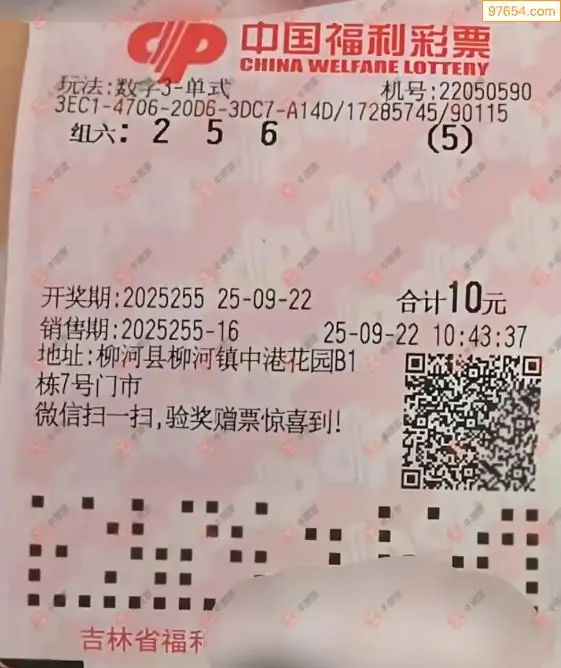 97654.com
中国福利彩票
CHINA WELFARE LOTTERY
玩法:数字3-单式 机号:22050590
3EC1-4706-20D6-3DC7-A14D/17285745/90115
组六: 2 5 6 (5)
开奖期:2025255 25-09-22 合计10元
销售期:2025255-16 25-09-22 10:43:37
地址:柳河县柳河镇中港花园B1
栋7号门市
微信扫一扫,验奖赠票惊喜到!
吉林省福利